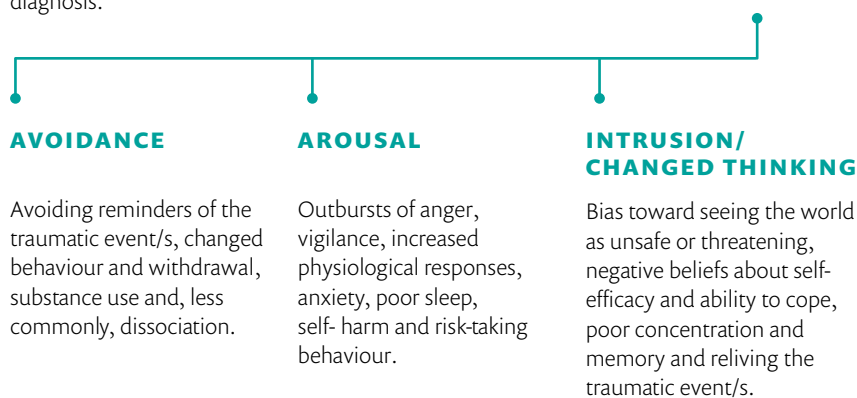 diagnosis.
AVOIDANCE
Avoiding reminders of the
traumatic event/s, changed
behaviour and withdrawal,
substance use and, less
commonly, dissociation.
AROUSAL
Outbursts of anger,
vigilance, increased
physiological responses,
anxiety, poor sleep,
self- harm and risk-taking
behaviour.
INTRUSION/
CHANGED THINKING
Bias toward seeing the world
as unsafe or threatening,
negative beliefs about self-
efficacy and ability to cope,
poor concentration and
memory and reliving the
traumatic event/s.